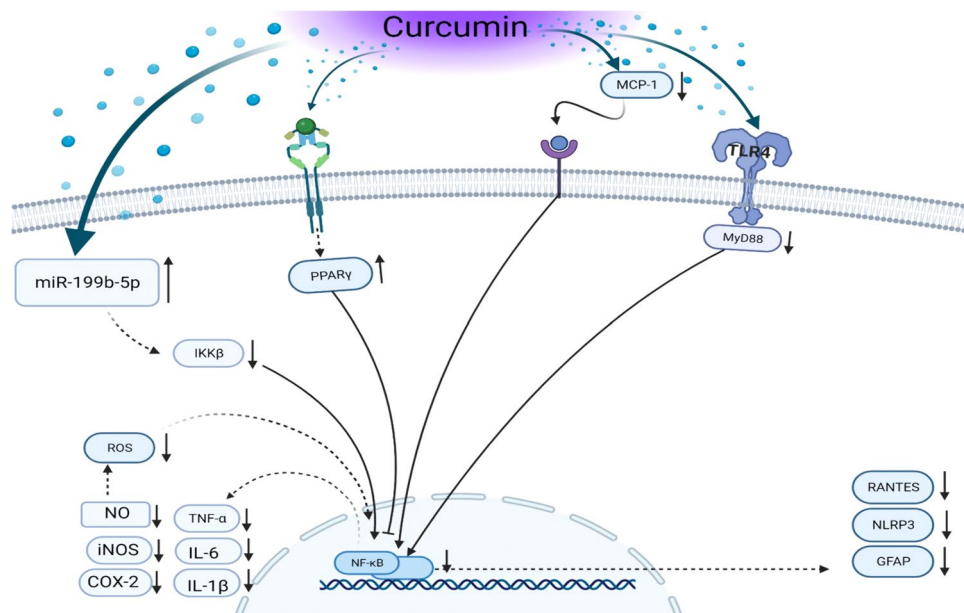 Curcumin
MCP-1
TLR4
MyD88
miR-199b-5p
PPARγ
IKKβ
ROS
NO
iNOS
COX-2
TNF-α
IL-6
IL-1β
NF-κB
RANTES
NLRP3
GFAP